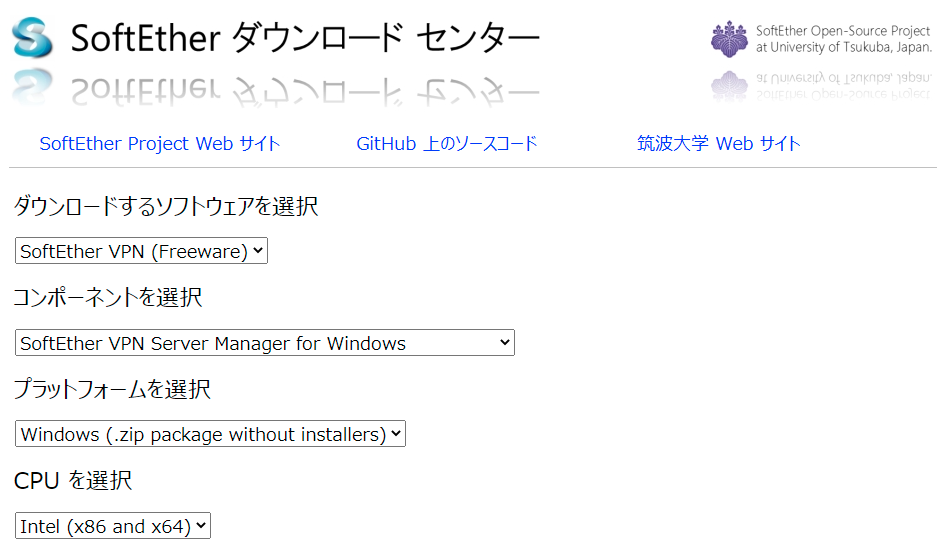 SoftEther ダウンロード センター
SoftEther Open-Source Project
at University of Tsukuba, Japan.
SoftEther Project Web サイト
GitHub 上のソースコード
筑波大学 Web サイト
ダウンロードするソフトウェアを選択
SoftEther VPN (Freeware)
コンポーネントを選択
SoftEther VPN Server Manager for Windows
プラットフォームを選択
Windows (.zip package without installers)
CPU を選択
Intel (x86 and x64)